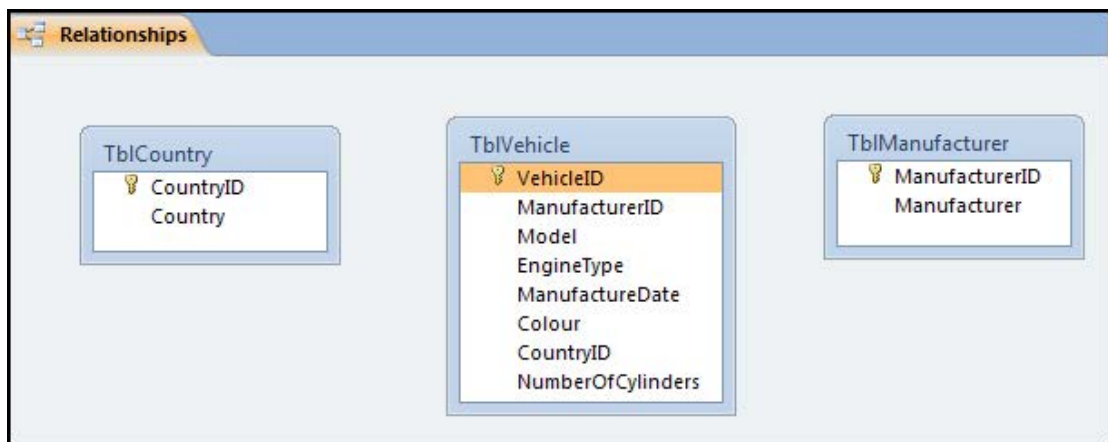 Relationships
TblCountry
CountryID
Country
TblVehicle
VehicleID
ManufacturerID
Model
EngineType
ManufactureDate
Colour
CountryID
NumberOfCylinders
TblManufacturer
ManufacturerID
Manufacturer